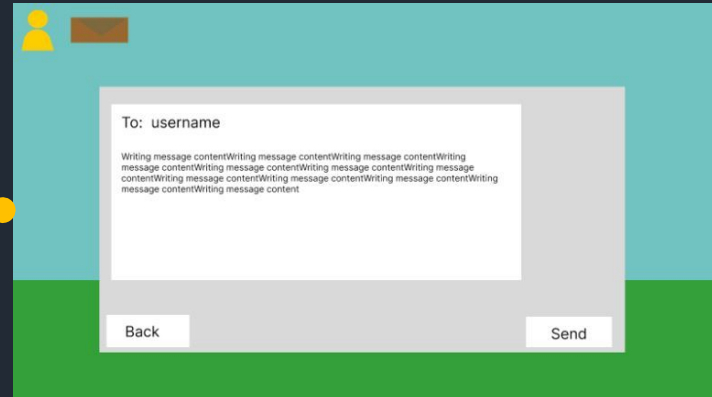 To: username
Writing message contentWriting message contentWriting message contentWriting
message contentWriting message contentWriting message contentWriting message
contentWriting message contentWriting message contentWriting message contentWriting
message contentWriting message content
Back
Send